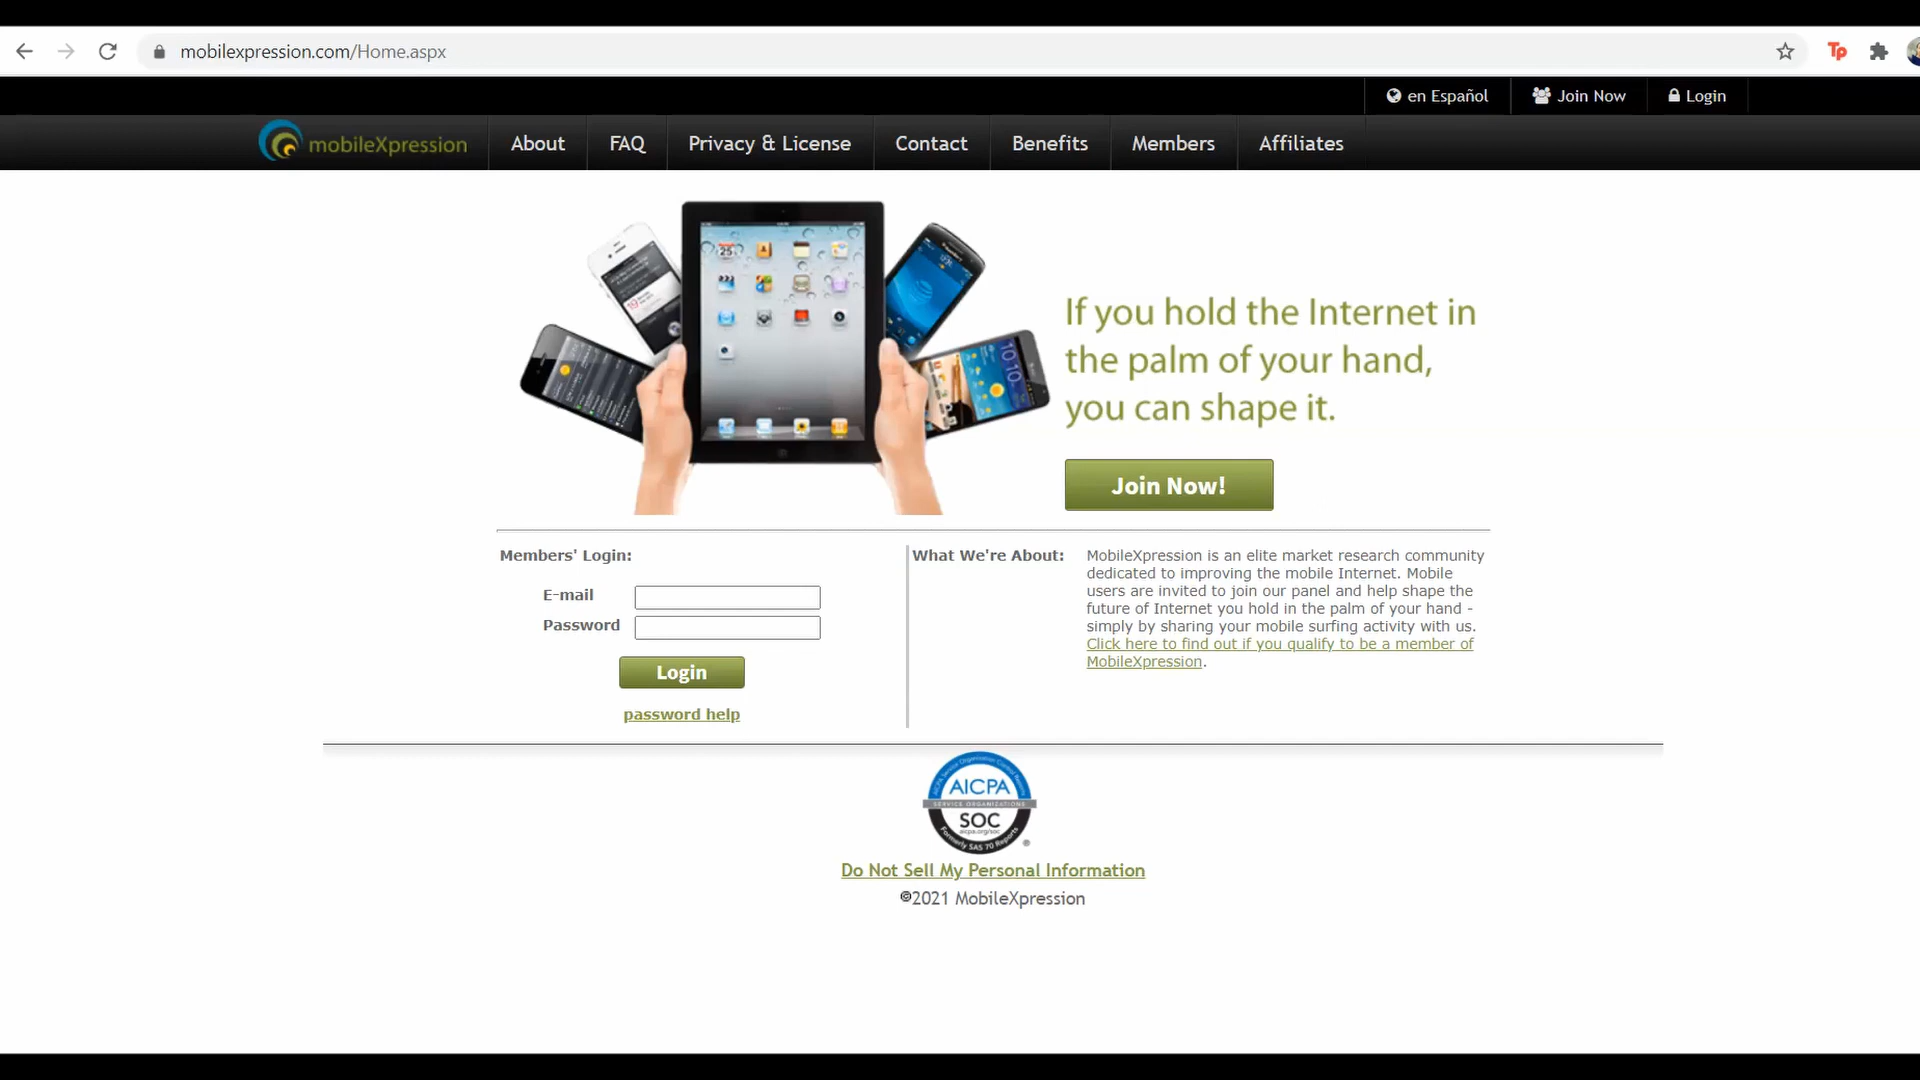 mobilexpression.com/Home.aspx
Tp
en Español
Join Now
Login
mobileXpression
About
FAQ
Privacy & License
Contact
Benefits
Members
Affiliates
If you hold the Internet in
the palm of your hand,
you can shape it.
Join Now!
Members' Login:
E-mail
Password
Login
password help
What We're About:
MobileXpression is an elite market research community
dedicated to improving the mobile Internet. Mobile
users are invited to join our panel and help shape the
future of Internet you hold in the palm of your hand -
simply by sharing your mobile surfing activity with us.
Click here to find out if you qualify to be a member of
MobileXpression.
AICPA
SERVICE ORGANIZATIONS
SOC
aicpa.org/soc
Formerly SAS 70 Reports
®
Do Not Sell My Personal Information
©2021 MobileXpression